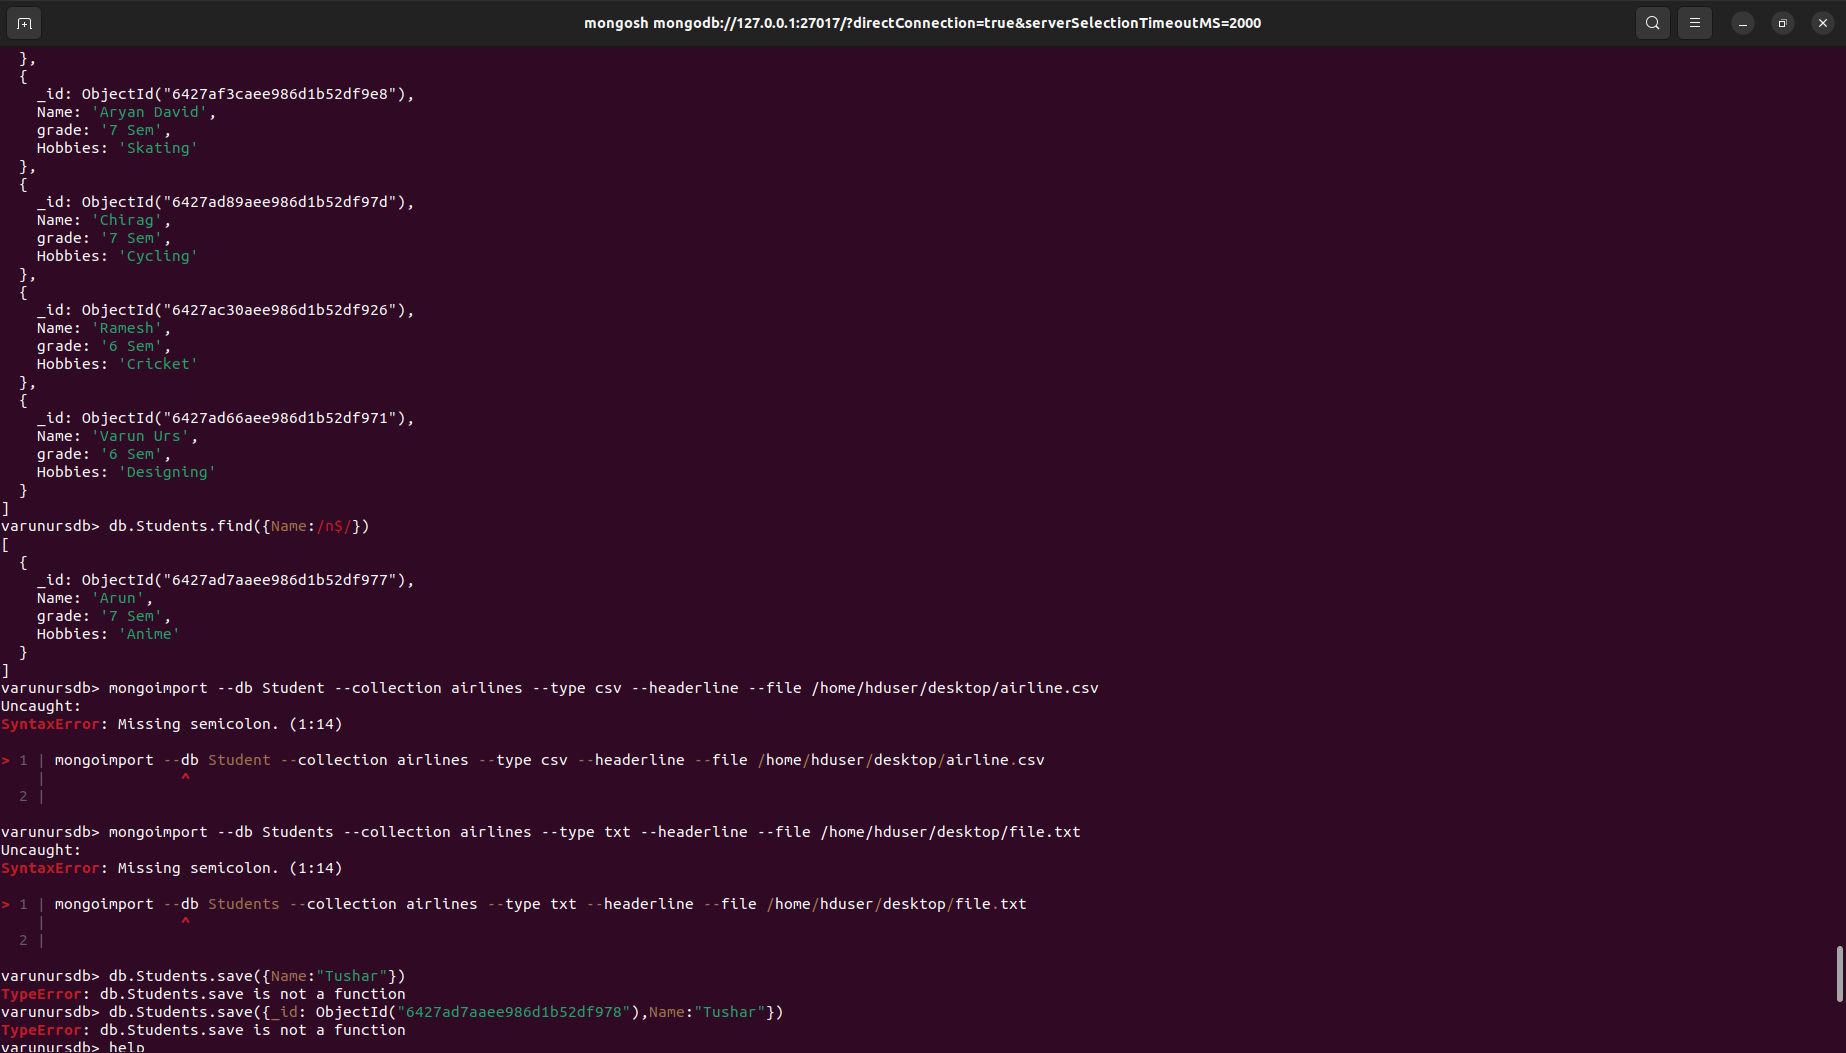 mongosh mongodb://127.0.0.1:27017/?directConnection=true&serverSelectionTimeoutMS=2000
  },
  {
    _id: ObjectId("6427af3caee986d1b52df9e8"),
    Name: 'Aryan David',
    grade: '7 Sem',
    Hobbies: 'Skating'
  },
  {
    _id: ObjectId("6427ad89aee986d1b52df97d"),
    Name: 'Chirag',
    grade: '7 Sem',
    Hobbies: 'Cycling'
  },
  {
    _id: ObjectId("6427ac30aee986d1b52df926"),
    Name: 'Ramesh',
    grade: '6 Sem',
    Hobbies: 'Cricket'
  },
  {
    _id: ObjectId("6427ad66aee986d1b52df971"),
    Name: 'Varun Urs',
    grade: '6 Sem',
    Hobbies: 'Designing'
  }
]
varunursdb> db.Students.find({Name:/n$/})
[
  {
    _id: ObjectId("6427ad7aaee986d1b52df977"),
    Name: 'Arun',
    grade: '7 Sem',
    Hobbies: 'Anime'
  }
]
varunursdb> mongoimport --db Student --collection airlines --type csv --headerline --file /home/hduser/desktop/airline.csv
Uncaught:
SyntaxError: Missing semicolon. (1:14)
> 1 | mongoimport --db Student --collection airlines --type csv --headerline --file /home/hduser/desktop/airline.csv
    |               ^
  2 |
varunursdb> mongoimport --db Students --collection airlines --type txt --headerline --file /home/hduser/desktop/file.txt
Uncaught:
SyntaxError: Missing semicolon. (1:14)
> 1 | mongoimport --db Students --collection airlines --type txt --headerline --file /home/hduser/desktop/file.txt
    |               ^
  2 |
varunursdb> db.Students.save({Name:"Tushar"})
TypeError: db.Students.save is not a function
varunursdb> db.Students.save({_id: ObjectId("6427ad7aaee986d1b52df978"),Name:"Tushar"})
TypeError: db.Students.save is not a function
varunursdb> help